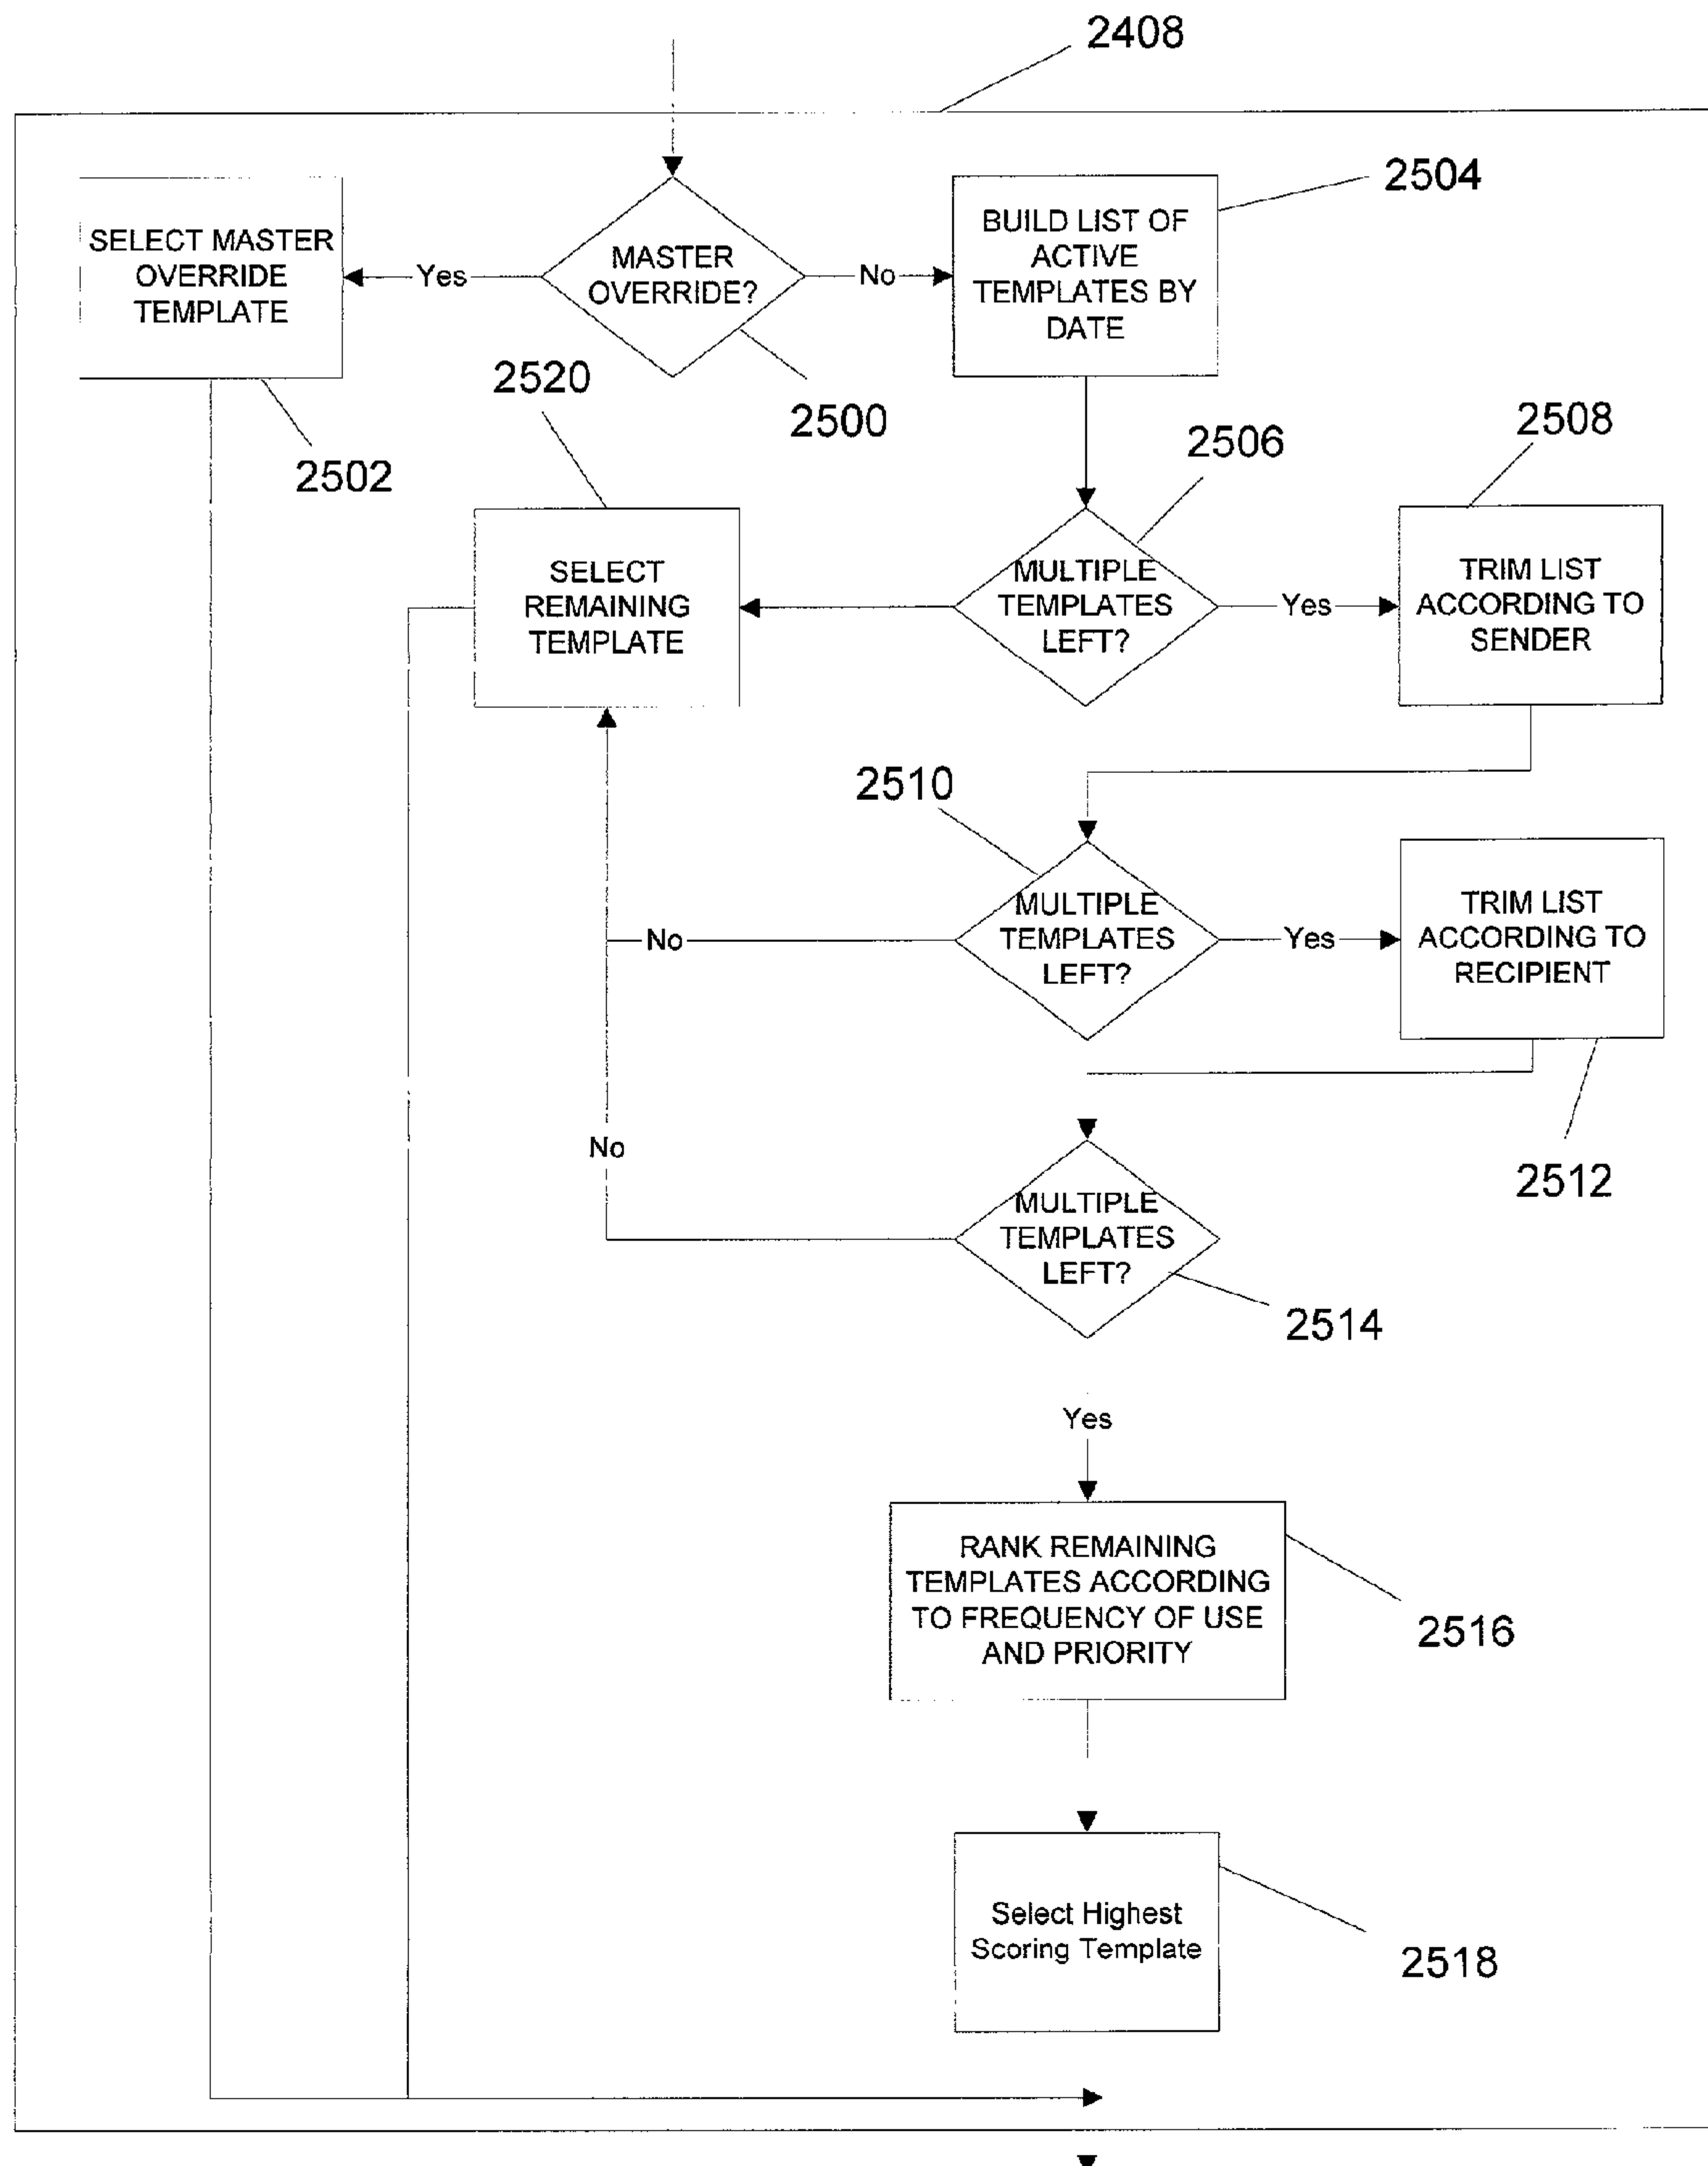 2408
2504
SELECT MASTER
OVERRIDE
TEMPLATE
Yes
MASTER
OVERRIDE?
No
BUILD LIST OF
ACTIVE
TEMPLATES BY
DATE
2520
2500
2502
2506
2508
SELECT
REMAINING
TEMPLATE
MULTIPLE
TEMPLATES
LEFT?
Yes
TRIM LIST
ACCORDING TO
SENDER
2510
No
MULTIPLE
TEMPLATES
LEFT?
Yes
TRIM LIST
ACCORDING TO
RECIPIENT
No
2512
MULTIPLE
TEMPLATES
LEFT?
2514
Yes
RANK REMAINING
TEMPLATES ACCORDING
TO FREQUENCY OF USE
AND PRIORITY
2516
Select Highest
Scoring Template
2518